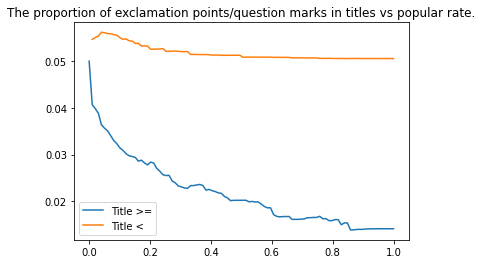 The proportion of exclamation points/question marks in titles vs popular rate.
0.05
0.04
0.03
0.02
Title >=
Title <
0.0 0.2 0.4 0.6 0.8 1.0